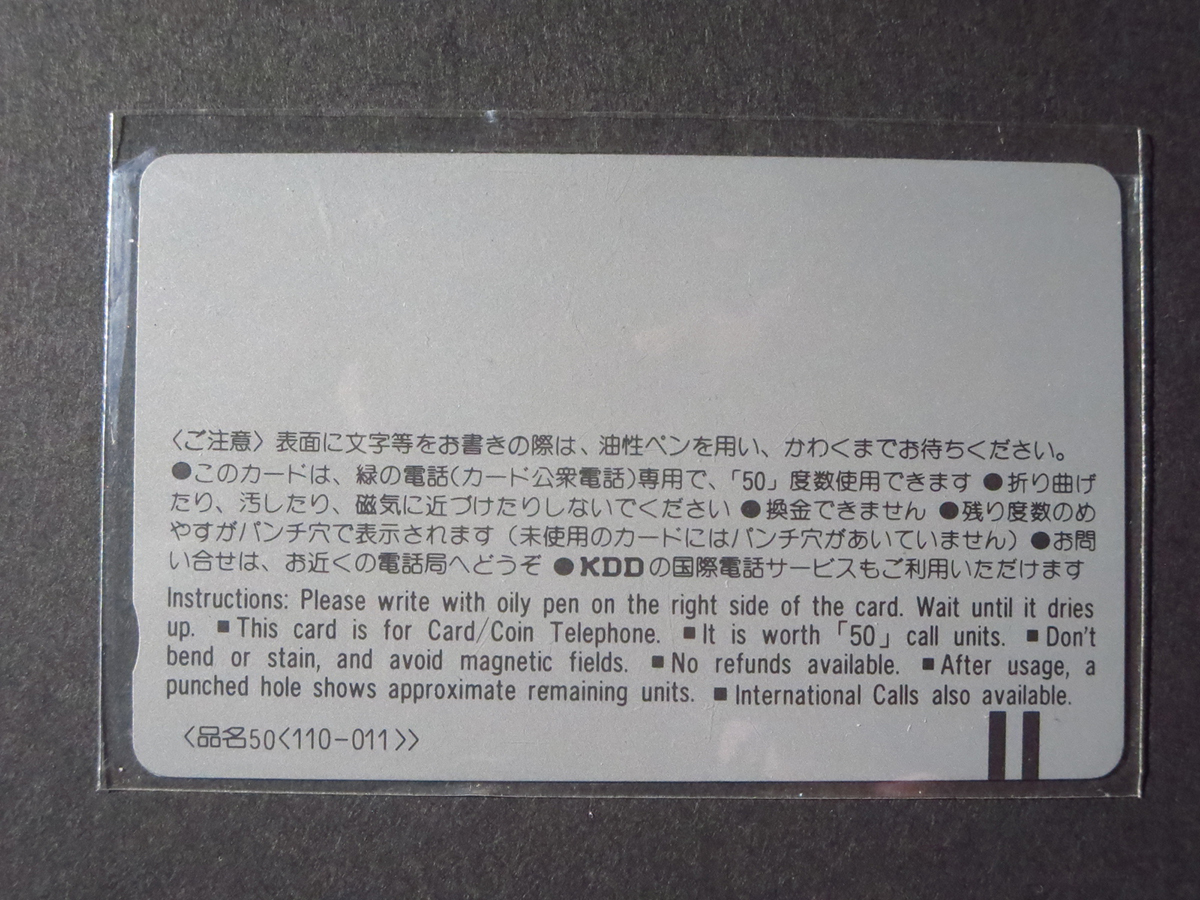 〈ご注意〉表面に文字等をお書きの際は、油性ペンを用い、かわくまでお待ちください。
●このカードは、緑の電話(カード公衆電話)専用で、「50」度数使用できます ●折り曲げ
たり、汚したり、磁気に近づけたりしないでください ●換金できません ●残り度数のめ
やすがパンチ穴で表示されます(未使用のカードにはパンチ穴があいていません)●お問
い合せは、お近くの電話局へどうぞ ●KDDの国際電話サービスもご利用いただけます
Instructions: Please write with oily pen on the right side of the card. Wait until it dries
up. ■This card is for Card/Coin Telephone. ■It is worth「50」call units. ■Don't
bend or stain, and avoid magnetic fields. ■No refunds available. ■After usage, a
punched hole shows approximate remaining units. ■International Calls also available.
〈品名50〈110-011〉〉